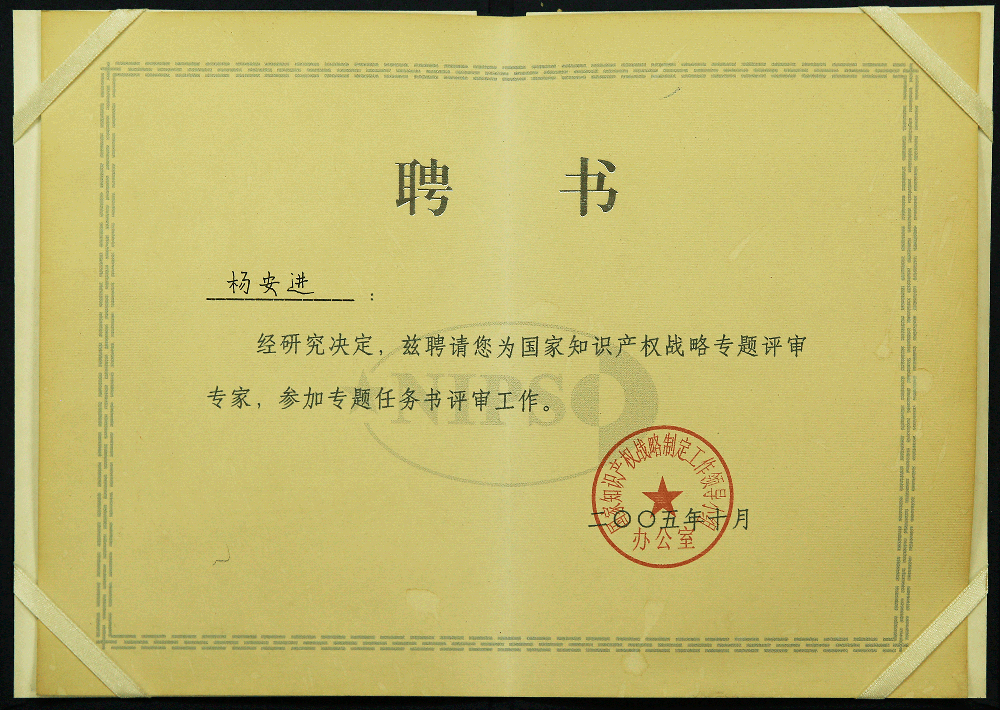 聘 书
杨安进：
经研究决定，兹聘请您为国家知识产权战略专题评审
专家，参加专题任务书评审工作。
NIPSO
国家知识产权战略制定工作领导小组
二〇〇五年十月
办公室